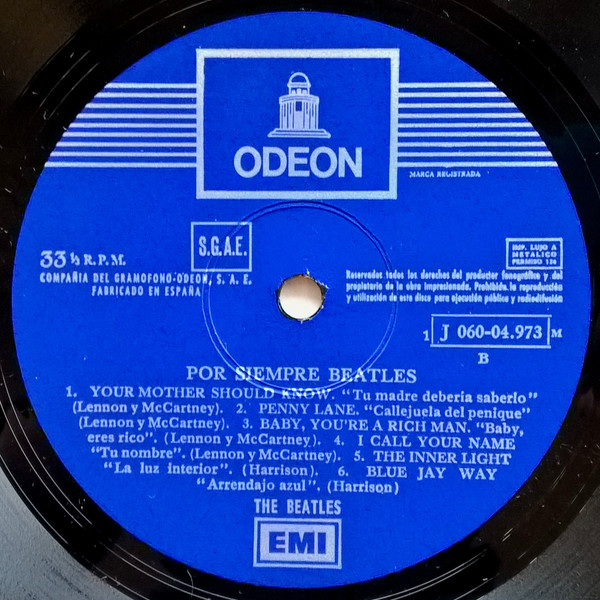 ODEON
MARCA REGISTRADA
33 ⅓ R.P.M.
S.G.A.E.
COMPAÑIA DEL GRAMOFONO-ODEON, S. A. E.
FABRICADO EN ESPAÑA
IMP. LUJO A
METALICO
PERMISO 136
Reservados todos los derechos del productor fonográfico y del
propietario de la obra impresionada. Prohibida la reproducción
y utilización de este disco para ejecución pública y radiodifusión
1 J 060-04.973 M
B
POR SIEMPRE BEATLES
1. YOUR MOTHER SHOULD KNOW. “Tu madre debería saberlo”
(Lennon y McCartney). 2. PENNY LANE. “Callejuela del penique”
(Lennon y McCartney). 3. BABY, YOU'RE A RICH MAN. “Baby,
eres rico”. (Lennon y McCartney). 4. I CALL YOUR NAME
“Tu nombre”. (Lennon y McCartney). 5. THE INNER LIGHT
“La luz interior”. (Harrison). 6. BLUE JAY WAY
“Arrendajo azul”. (Harrison)
THE BEATLES
EMI